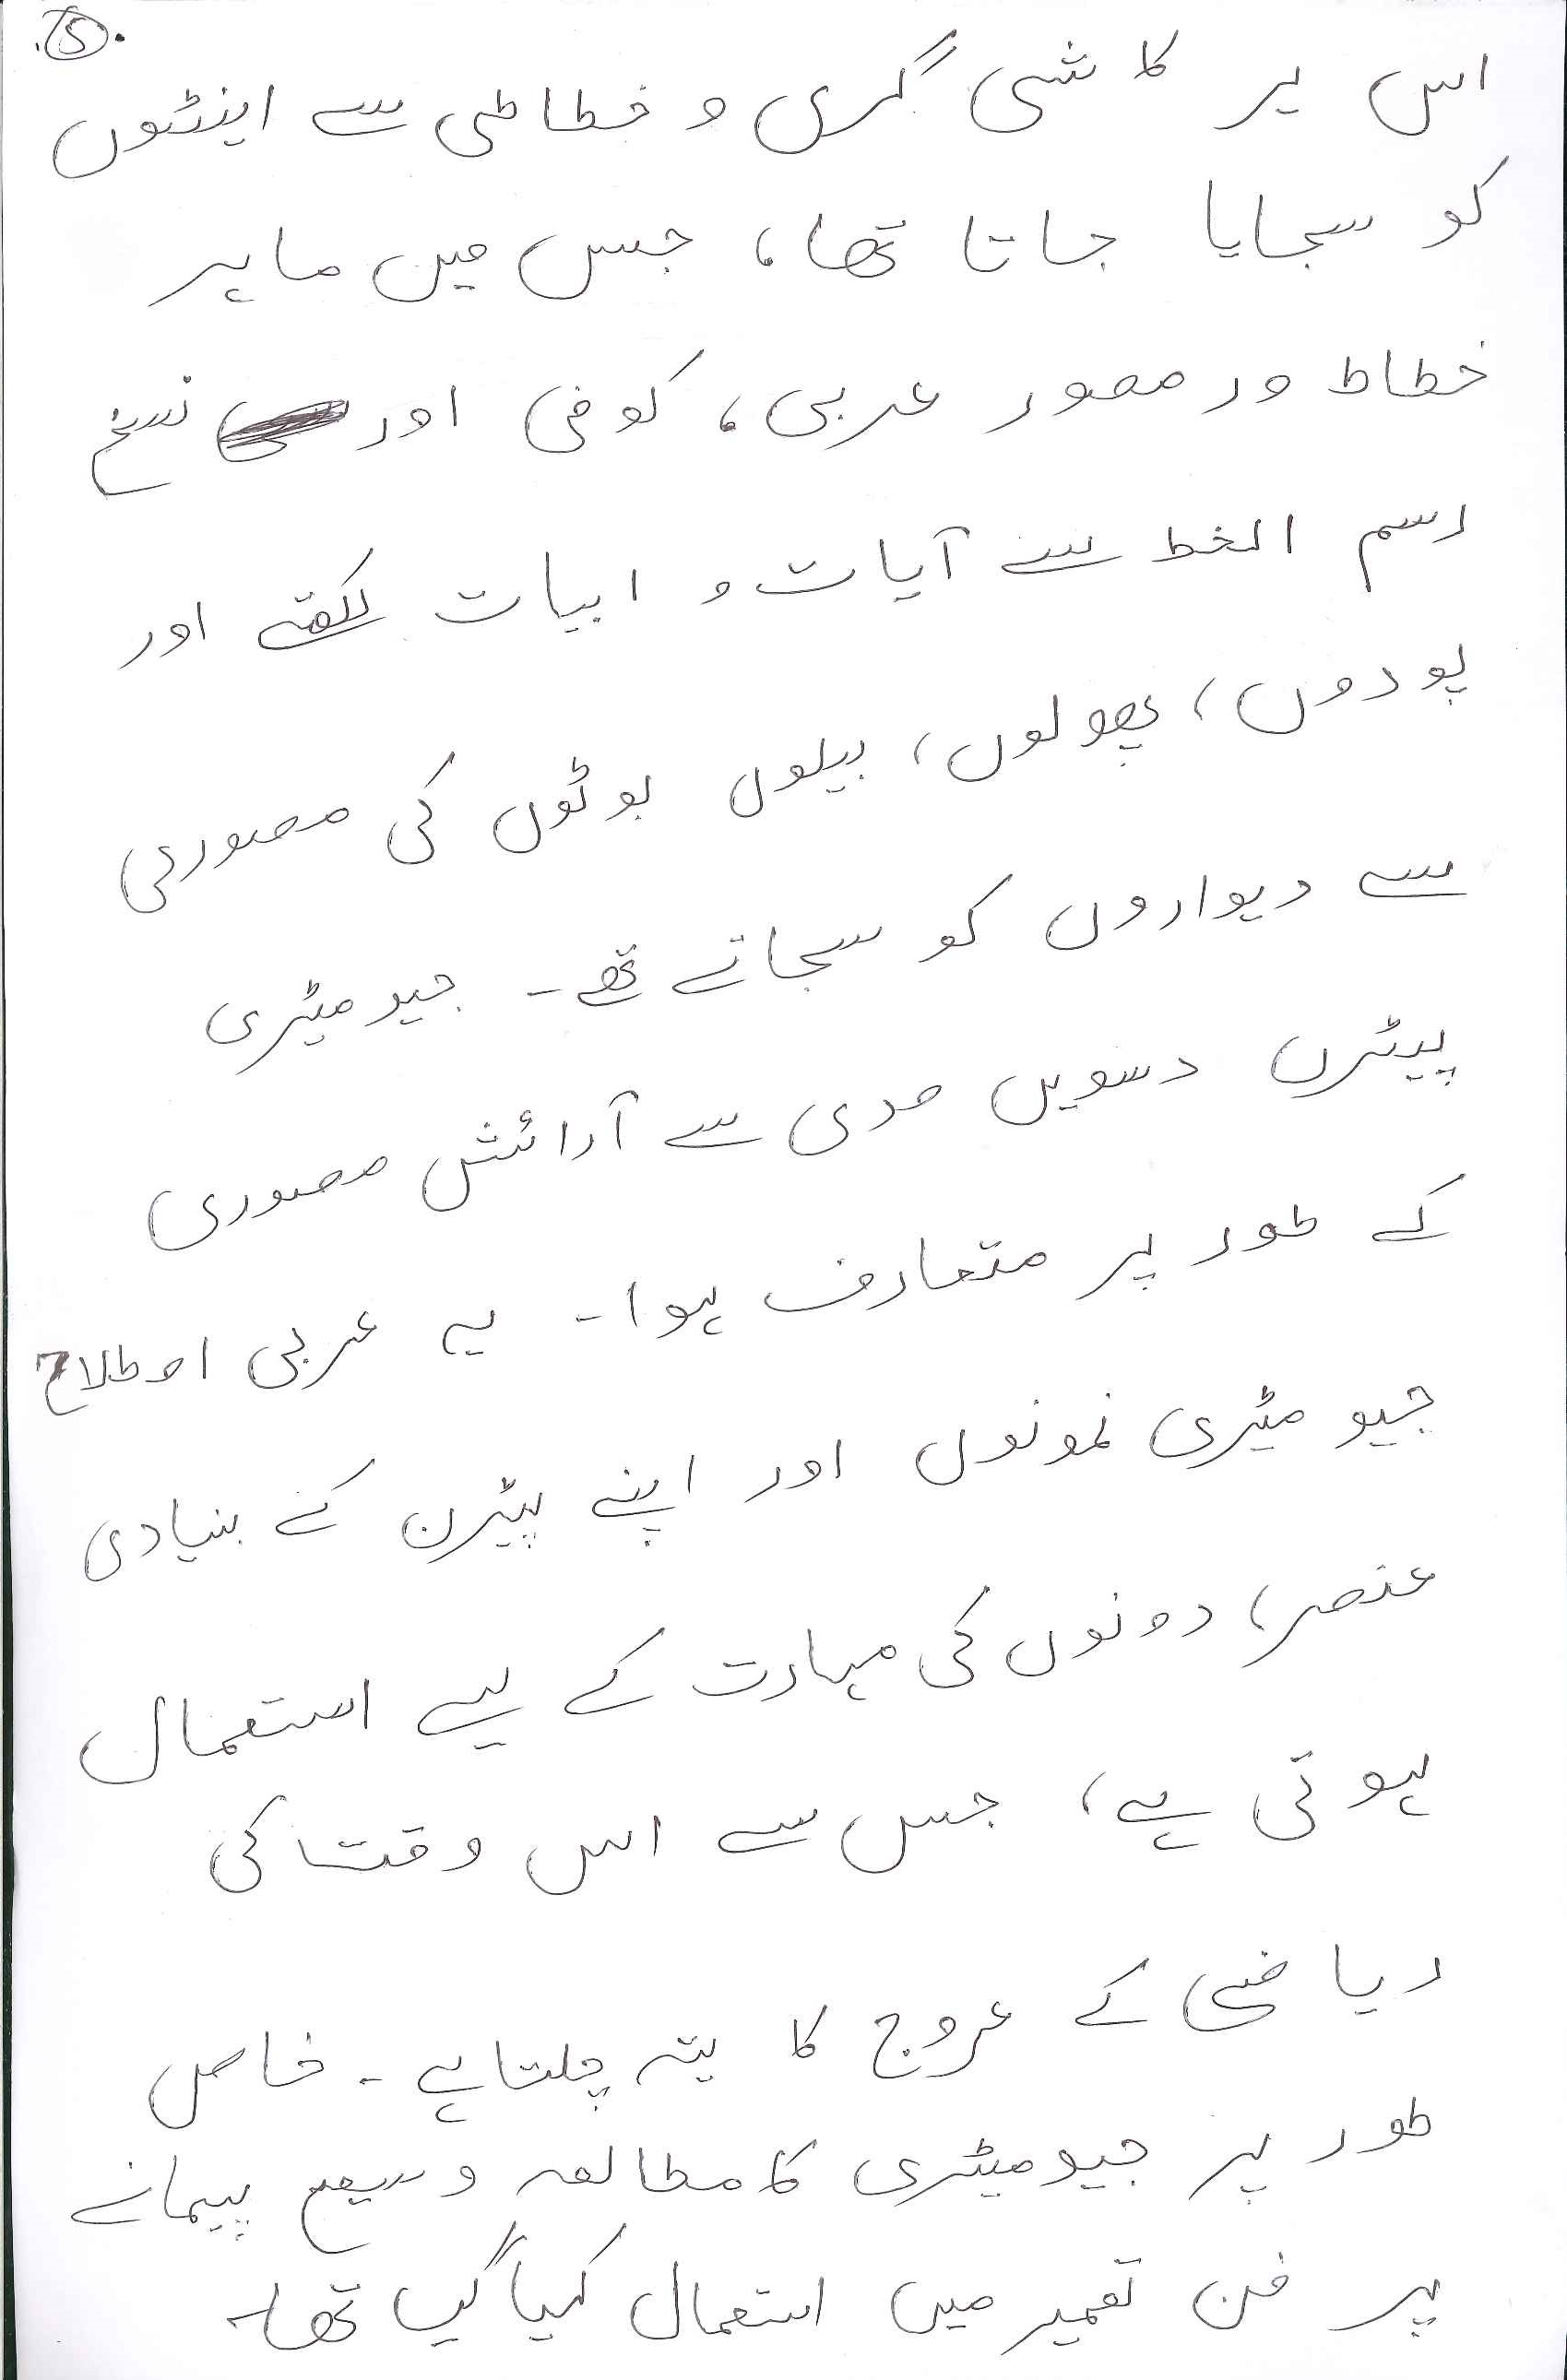 ۵
اس پر کاشی گری و خطاطی سے اینٹوں
کو سجایا جاتا تھا، جس میں ماہر
خطاط ور مصور عربی، کوفی اور نسخ
رسم الخط سے آیات و ابیات لکھتے اور
پودوں، پھولوں، بیلوں بوٹوں کی مصوری
سے دیواروں کو سجاتے تھے۔ جیومیٹری
پیٹرن دسویں صدی سے آرائش مصوری
کے طور پر متعارف ہوا۔ یہ عربی اصطلاح
جیومیٹری نمونوں اور اپنے پیٹرن کے بنیادی
عنصر، دونوں کی مہارت کے لیے استعمال
ہوتی ہے، جس سے اس وقت کی
ریاضی کے عروج کا پتہ چلتا ہے۔ خاص
طور پر جیومیٹری کا مطالعہ وسیع پیمانے
پر فن تعمیر میں استعمال کیا گیا تھا۔